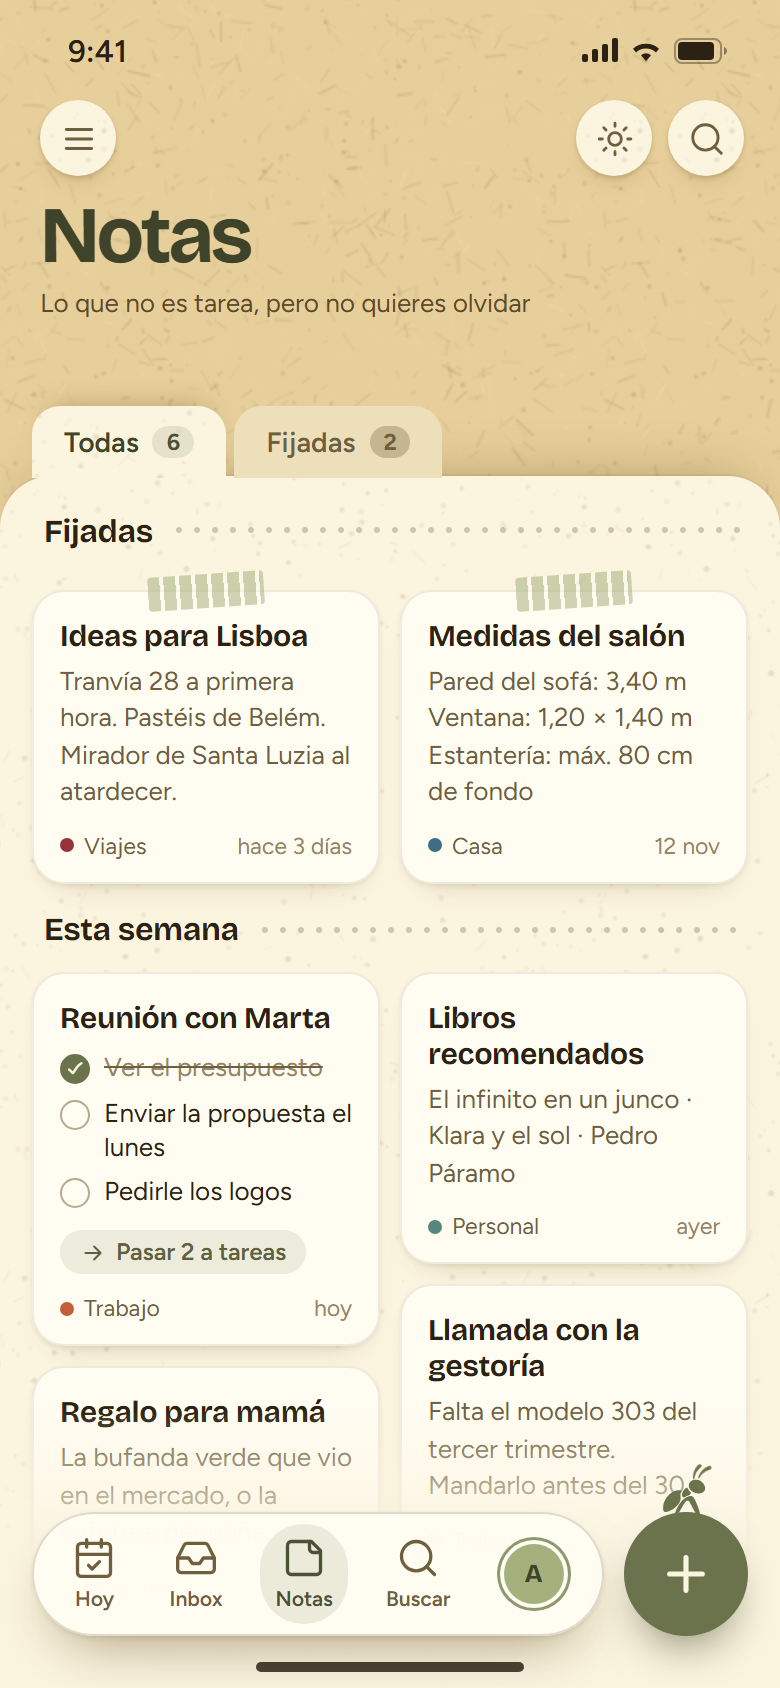 9:41
Notas
Lo que no es tarea, pero no quieres olvidar
Todas 6
Fijadas 2
Fijadas
Ideas para Lisboa
Tranvía 28 a primera
hora. Pastéis de Belém.
Mirador de Santa Luzia al
atardecer.
Viajes
hace 3 días
Medidas del salón
Pared del sofá: 3,40 m
Ventana: 1,20 × 1,40 m
Estantería: máx. 80 cm
de fondo
Casa
12 nov
Esta semana
Reunión con Marta
Ver el presupuesto
Enviar la propuesta el
lunes
Pedirle los logos
→ Pasar 2 a tareas
Trabajo
hoy
Libros
recomendados
El infinito en un junco ·
Klara y el sol · Pedro
Páramo
Personal
ayer
Regalo para mamá
La bufanda verde que vio
en el mercado, o la
Llamada con la
gestoría
Falta el modelo 303 del
tercer trimestre.
Mandarlo antes del 30
Hoy
Inbox
Notas
Buscar
A